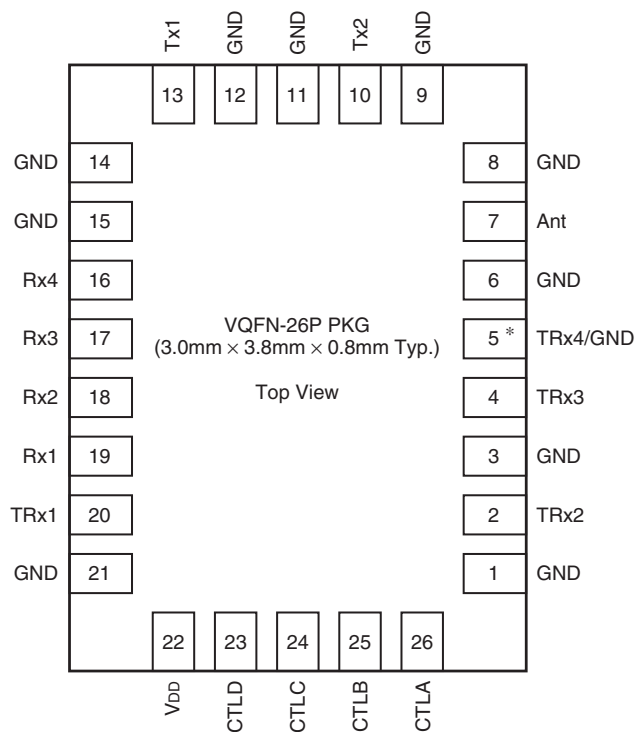 Tx1 GND GND Tx2 GND
13 12 11 10 9
GND 14 8 GND
GND 15 7 Ant
Rx4 16 6 GND
Rx3 17 5 * TRx4/GND
VQFN-26P PKG
(3.0mm × 3.8mm × 0.8mm Typ.)
Top View
Rx2 18 4 TRx3
Rx1 19 3 GND
TRx1 20 2 TRx2
GND 21 1 GND
22 23 24 25 26
VDD CTLD CTLC CTLB CTLA